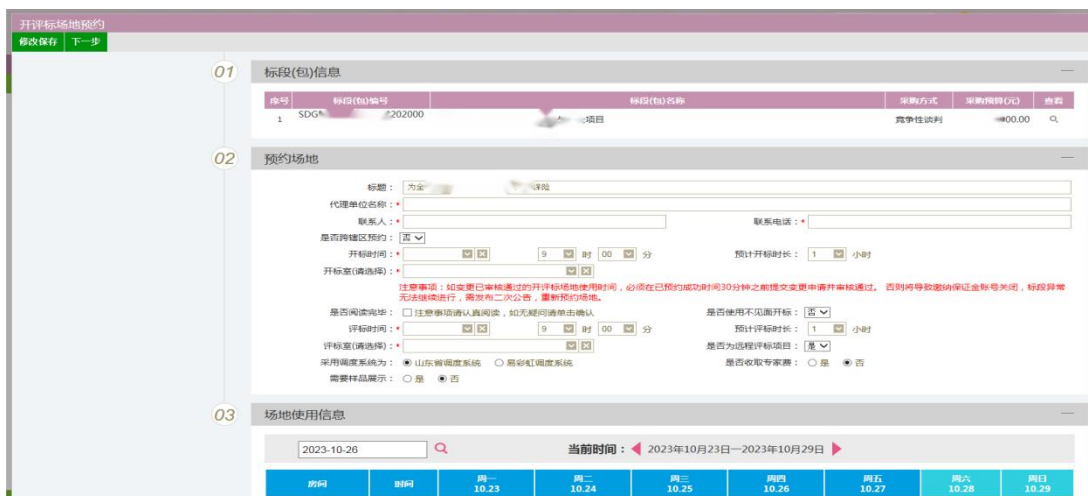 开评标场地预约
修改保存 下一步
01 标段(包)信息
序号 标段(包)编号 标段(包)名称 采购方式 采购预算(元) 查看
1 SDG 202000 项目 竞争性谈判 00.00
02 预约场地
标题： 为全 保险
代理单位名称：*
联系人：* 联系电话：*
是否跨辖区预约： 否
开标时间：* 9 时 00 分 预计开标时长： 1 小时
开标室(请选择)：*
注意事项：如变更已审核通过的开评标场地使用时间，必须在已预约成功时间30分钟之前提交变更申请并审核通过。 否则将导致缴纳保证金账号关闭，标段异常
无法继续进行，需发布二次公告，重新预约场地。
是否阅读完毕： 注意事项请认真阅读，如无疑问请单击确认 是否使用不见面开标： 否
评标时间：* 9 时 00 分 预计评标时长： 1 小时
评标室(请选择)：* 是否为远程评标项目： 是
采用调度系统为： 山东省调度系统 易彩虹调度系统 是否收取专家费： 是 否
需要样品展示： 是 否
03 场地使用信息
2023-10-26 当前时间： 2023年10月23日—2023年10月29日
房间 时间 周一 周二 周三 周四 周五 周六 周日
10.23 10.24 10.25 10.26 10.27 10.28 10.29